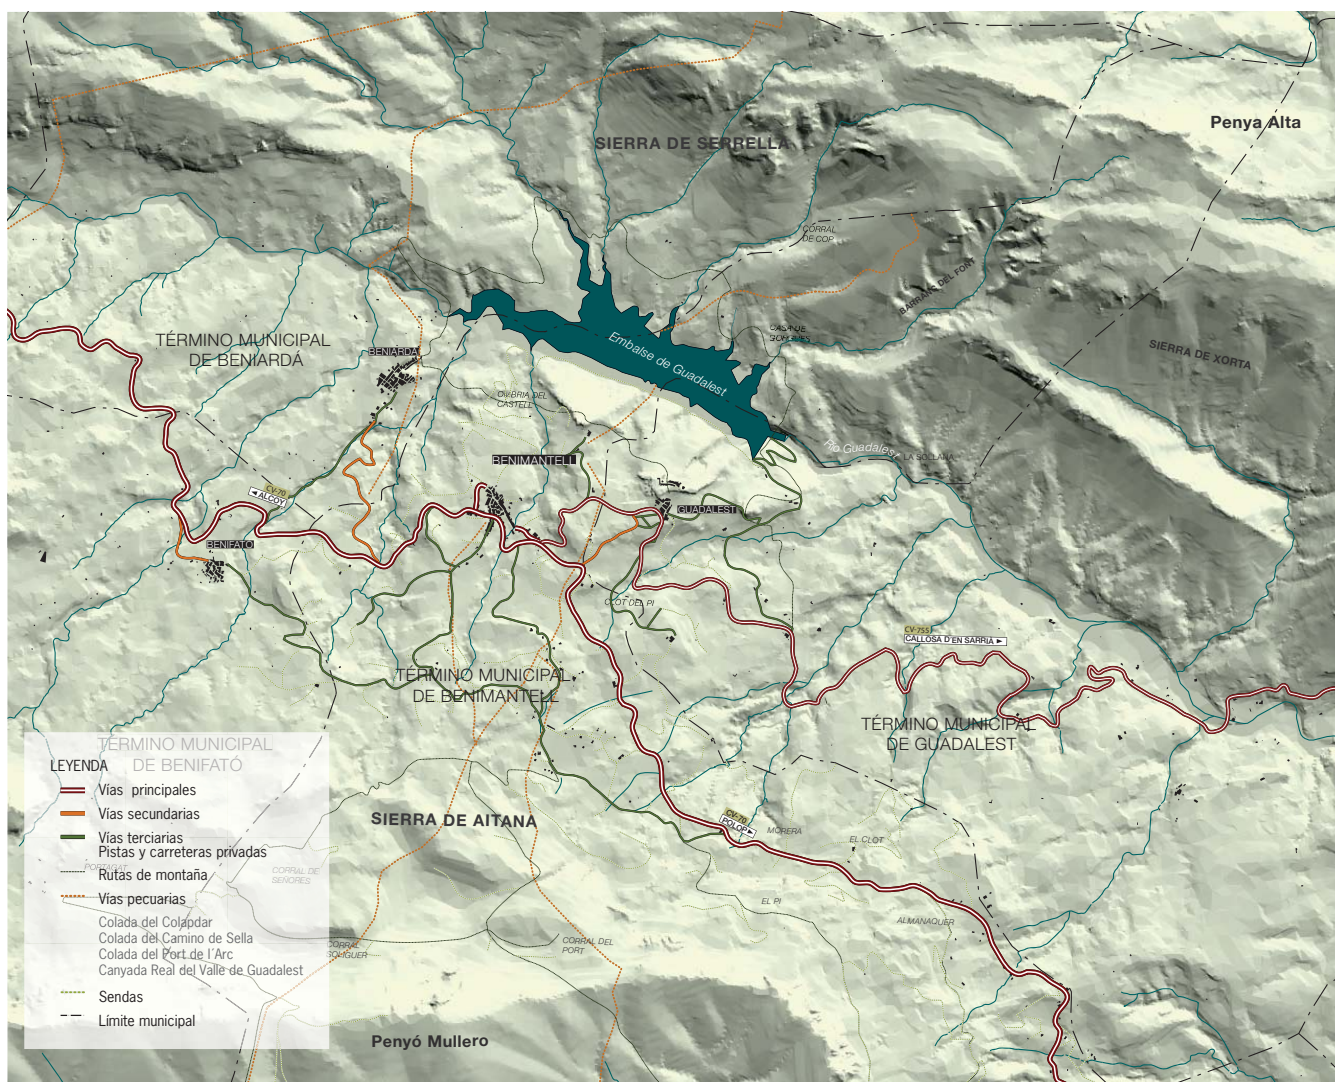 SIERRA DE SERRELLA
Penya Alta
CORRAL
DE COP
BARRANS DEL FONT
CASA DE
Embalse de Guadalest
SIERRA DE XORTA
TÉRMINO MUNICIPAL
DE BENIARDÁ
BENIARDÁ
CASTELL
Río Guadalest
LA SOLLANA
BENIMANTELL
CV-70
◄ ALCOY
GUADALEST
BENIFATÓ
CLOT DEL PI
CV-755
CALLOSA D'EN SARRIÀ ►
TÉRMINO MUNICIPAL
DE BENIMANTELL
TÉRMINO MUNICIPAL
DE GUADALEST
TÉRMINO MUNICIPAL
DE BENIFATÓ
LEYENDA
Vías principales
Vías secundarias
Vías terciarias
Pistas y carreteras privadas
Rutas de montaña
Vías pecuarias
Colada del Colapdar
Colada del Camino de Sella
Colada del Port de l´Arc
Canyada Real del Valle de Guadalest
Sendas
Límite municipal
PORTAGAT
CORRAL DE
SEÑORES
SIERRA DE AITANA
CV-70
POLOP ►
MORERA
EL CLOT
EL PI
ALMANAQUER
CORRAL
SOLIGUER
CORRAL DEL
PORT
Penyó Mullero